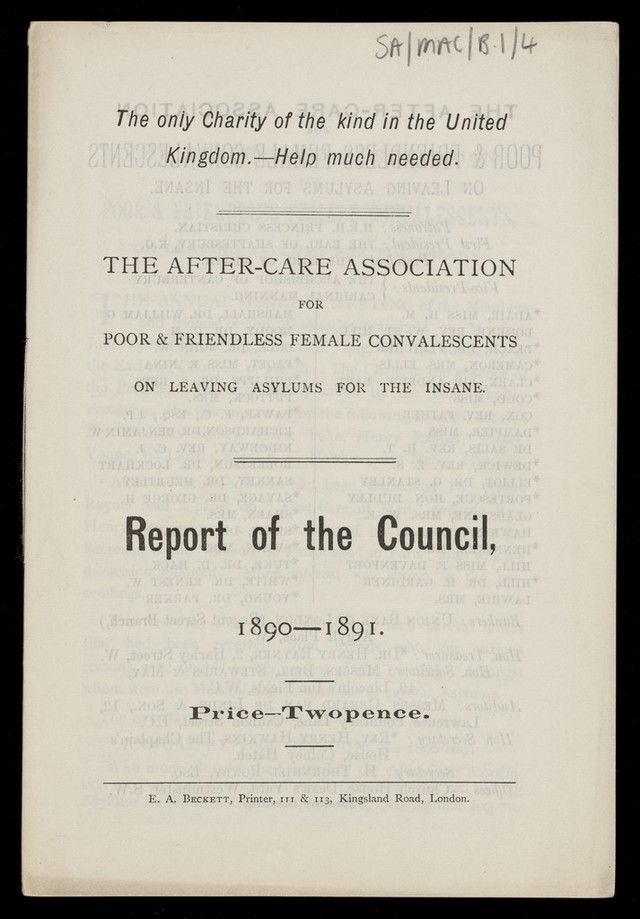 SA/MAC/B.1/4
The only Charity of the kind in the United
Kingdom.—Help much needed.
THE AFTER-CARE ASSOCIATION
FOR
POOR & FRIENDLESS FEMALE CONVALESCENTS
ON LEAVING ASYLUMS FOR THE INSANE.
Report of the Council,
1890—1891.
Price—Twopence.
E. A. BECKETT, Printer, 111 & 113, Kingsland Road, London.